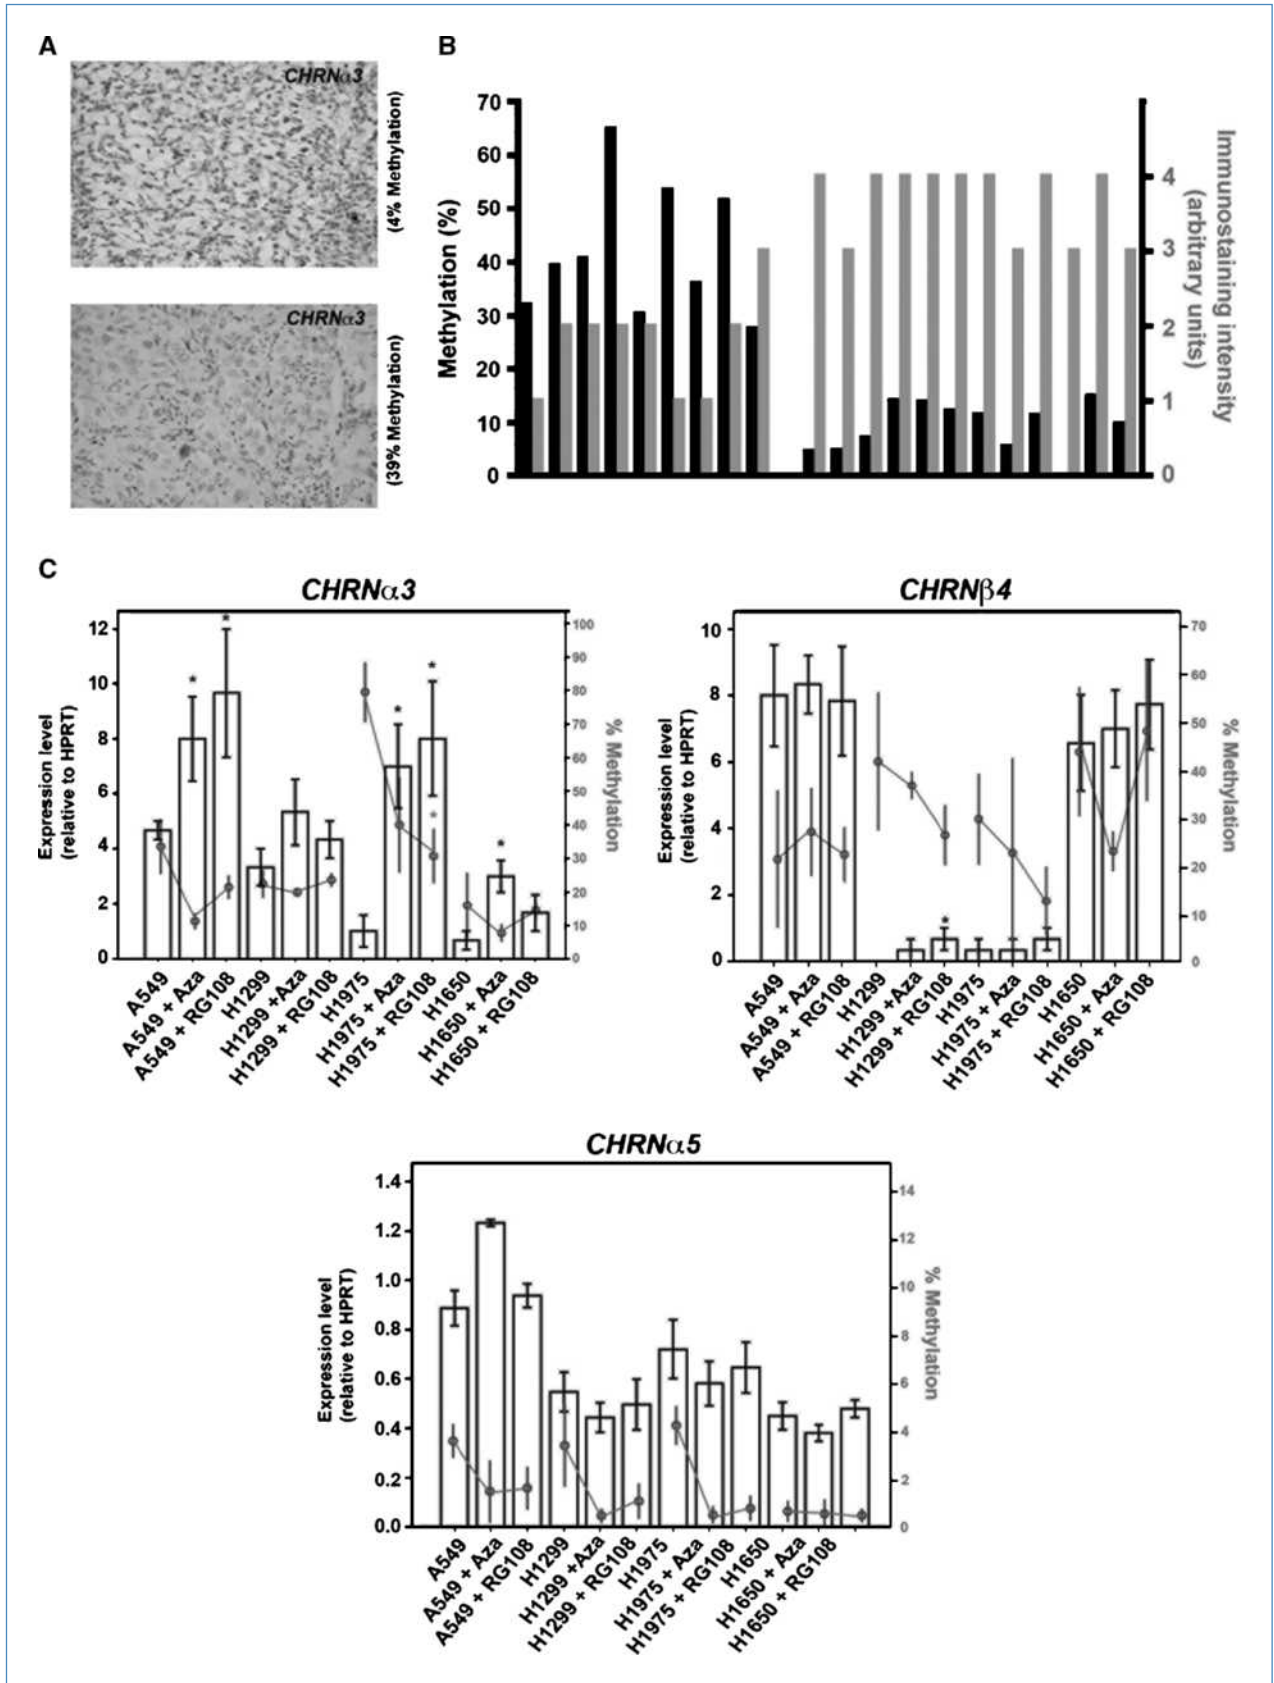 A
CHRNα3
(4% Methylation)
CHRNα3
(39% Methylation)
B
70
60
50
40
30
20
10
0
Methylation (%)
4
3
2
1
0
Immunostaining intensity
(arbitrary units)
C
CHRNα3
12
10
8
6
4
2
0
Expression level
(relative to HPRT)
* * * * * * *
100
90
80
70
60
50
40
30
20
10
0
% Methylation
A549
A549 + Aza
A549 + RG108
H1299
H1299 +Aza
H1299 + RG108
H1975
H1975 + Aza
H1975 + RG108
H1650
H1650 + Aza
H1650 + RG108
CHRNβ4
10
8
6
4
2
0
Expression level
(relative to HPRT)
*
70
60
50
40
30
20
10
0
% Methylation
A549
A549 + Aza
A549 + RG108
H1299
H1299 +Aza
H1299 + RG108
H1975
H1975 + Aza
H1975 + RG108
H1650
H1650 + Aza
H1650 + RG108
CHRNα5
1.4
1.2
1.0
0.8
0.6
0.4
0.2
0.0
Expression level
(relative to HPRT)
14
12
10
8
6
4
2
0
% Methylation
A549
A549 + Aza
A549 + RG108
H1299
H1299 +Aza
H1299 + RG108
H1975
H1975 + Aza
H1975 + RG108
H1650
H1650 + Aza
H1650 + RG108